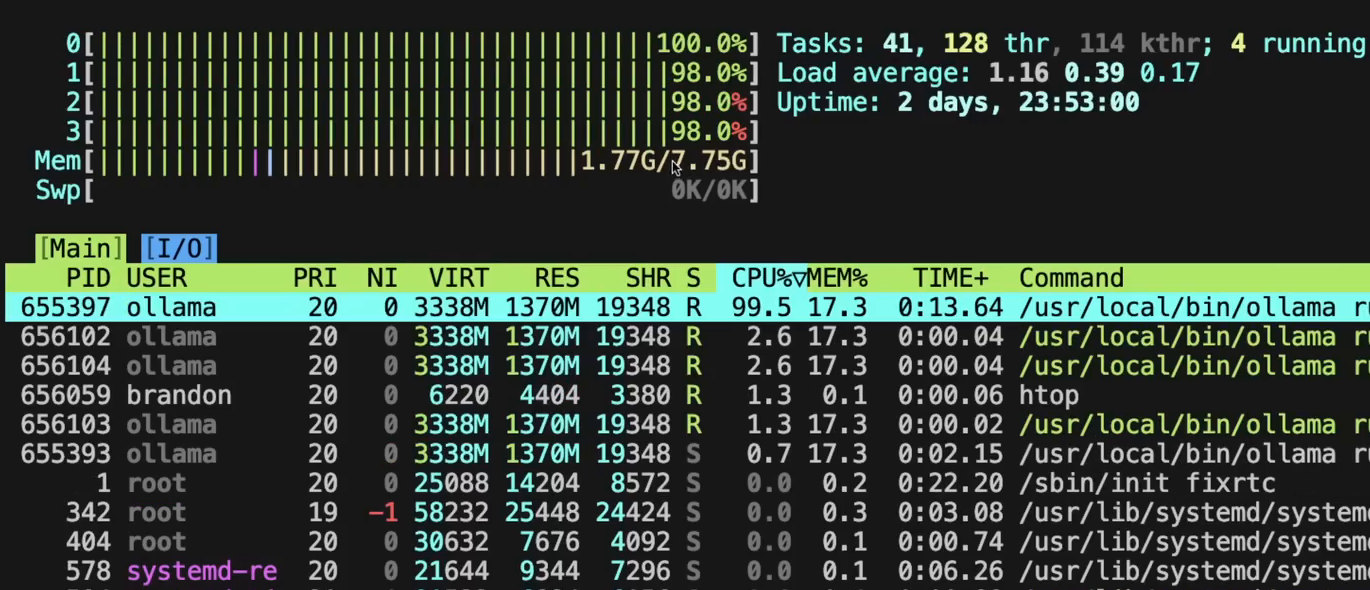 0[100.0%] Tasks: 41, 128 thr, 114 kthr; 4 running
1[98.0%] Load average: 1.16 0.39 0.17
2[98.0%] Uptime: 2 days, 23:53:00
3[98.0%]
Mem[1.77G/7.75G]
Swp[0K/0K]
[Main] [I/O]
PID USER PRI NI VIRT RES SHR S CPU%▽MEM% TIME+ Command
655397 ollama 20 0 3338M 1370M 19348 R 99.5 17.3 0:13.64 /usr/local/bin/ollama r
656102 ollama 20 0 3338M 1370M 19348 R 2.6 17.3 0:00.04 /usr/local/bin/ollama r
656104 ollama 20 0 3338M 1370M 19348 R 2.6 17.3 0:00.04 /usr/local/bin/ollama r
656059 brandon 20 0 6220 4404 3380 R 1.3 0.1 0:00.06 htop
656103 ollama 20 0 3338M 1370M 19348 R 1.3 17.3 0:00.02 /usr/local/bin/ollama r
655393 ollama 20 0 3338M 1370M 19348 S 0.7 17.3 0:02.15 /usr/local/bin/ollama r
1 root 20 0 25088 14204 8572 S 0.0 0.2 0:22.20 /sbin/init fixrtc
342 root 19 -1 58232 25448 24424 S 0.0 0.3 0:03.08 /usr/lib/systemd/system
404 root 20 0 30632 7676 4092 S 0.0 0.1 0:00.74 /usr/lib/systemd/system
578 systemd-re 20 0 21644 9344 7296 S 0.0 0.1 0:06.26 /usr/lib/systemd/system